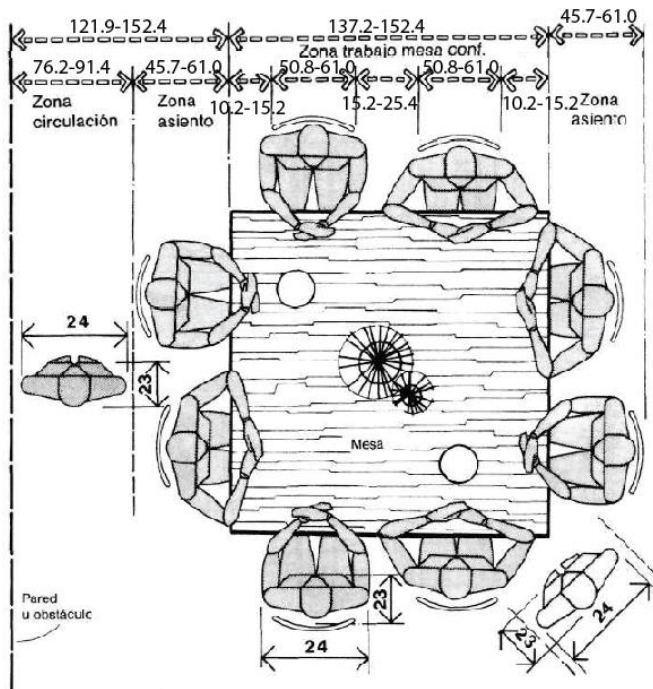 121.9-152.4 137.2-152.4 45.7-61.0
Zona trabajo mesa conf.
76.2-91.4 45.7-61.0 50.8-61.0 50.8-61.0
10.2-15.2 15.2-25.4 10.2-15.2
Zona circulación
Zona asiento
Zona asiento
24
23
Mesa
Pared
u obstáculo
23
24
23
24